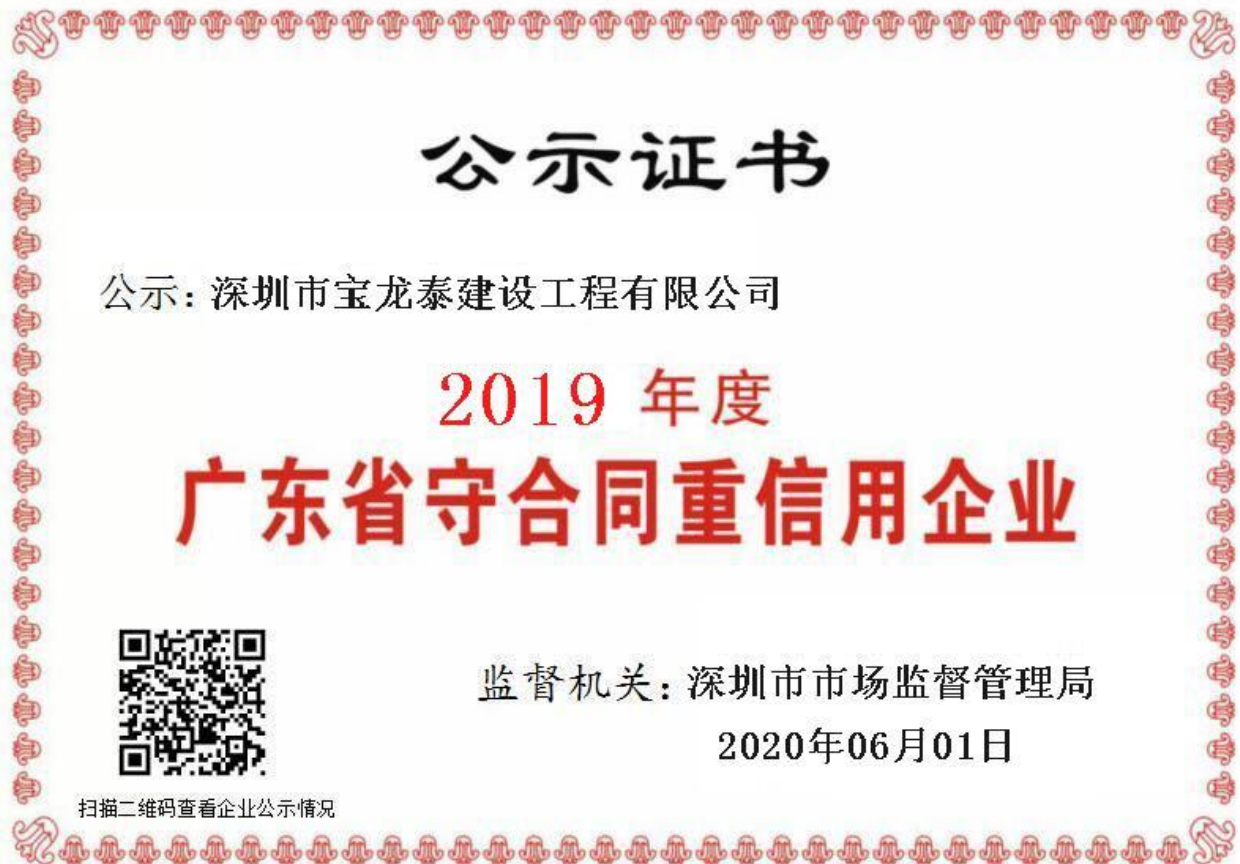 公示证书
公示：深圳市宝龙泰建设工程有限公司
2019 年度
广东省守合同重信用企业
监督机关：深圳市市场监督管理局
2020年06月01日
扫描二维码查看企业公示情况